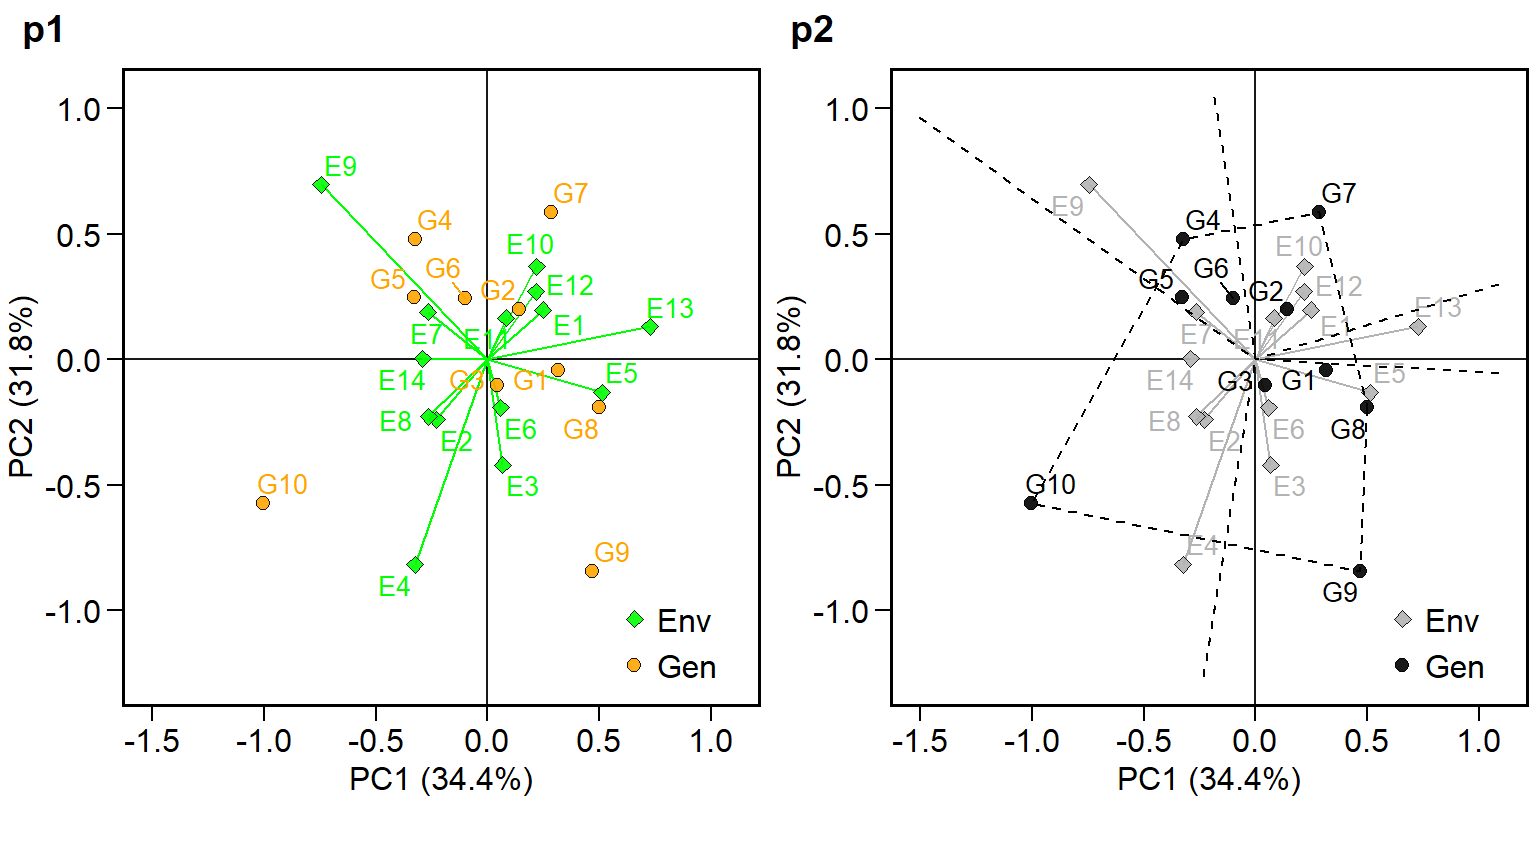 p1
1.0
0.5
0.0
-0.5
-1.0
PC2 (31.8%)
E9
G7
G4
E10
G6
G5
G2
E12
E13
E7
E11
E1
E14
G3
G1
E5
E8
E2
E6
G8
E3
G10
G9
E4
Env
Gen
-1.5
-1.0
-0.5
0.0
0.5
1.0
PC1 (34.4%)
p2
1.0
0.5
0.0
-0.5
-1.0
PC2 (31.8%)
G7
E9
G4
E10
G6
G5
G2
E12
E13
E7
E11
E1
E14
G3
G1
E5
E8
E2
E6
G8
E3
G10
E4
G9
Env
Gen
-1.5
-1.0
-0.5
0.0
0.5
1.0
PC1 (34.4%)